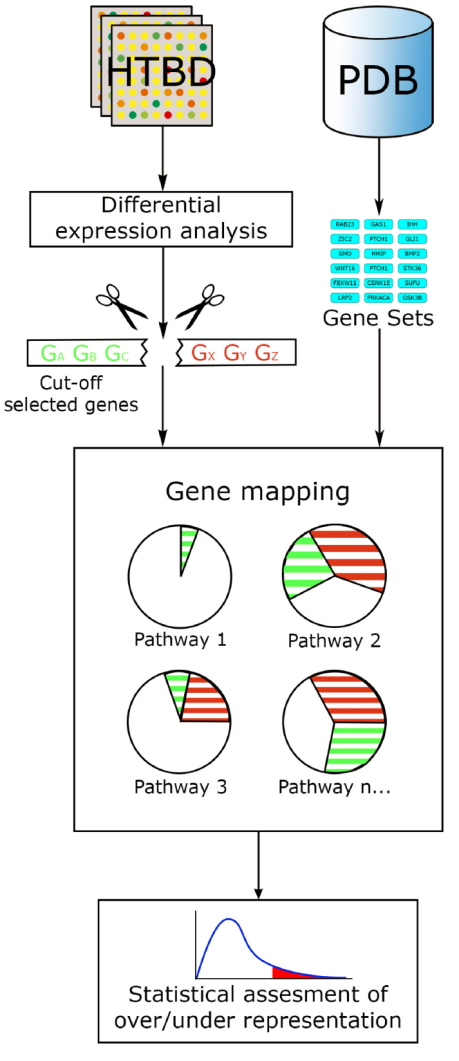 HTBD
PDB
Differential
expression analysis
RAB23 GAS1 IHH
ZIC2 PTCH1 GLI1
SMO HHIP BMP2
WNT16 PTCH1 STK36
FBXW11 CSNK1E SUFU
LRP2 PRKACA GSK3B
Gene Sets
GA GB GC
GX GY GZ
Cut-off
selected genes
Gene mapping
Pathway 1
Pathway 2
Pathway 3
Pathway n...
Statistical assesment of
over/under representation